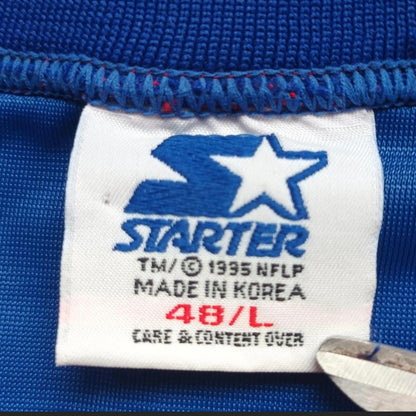 STARTER
TM/© 1995 NFLP
MADE IN KOREA
48/L
CARE & CONTENT OVER